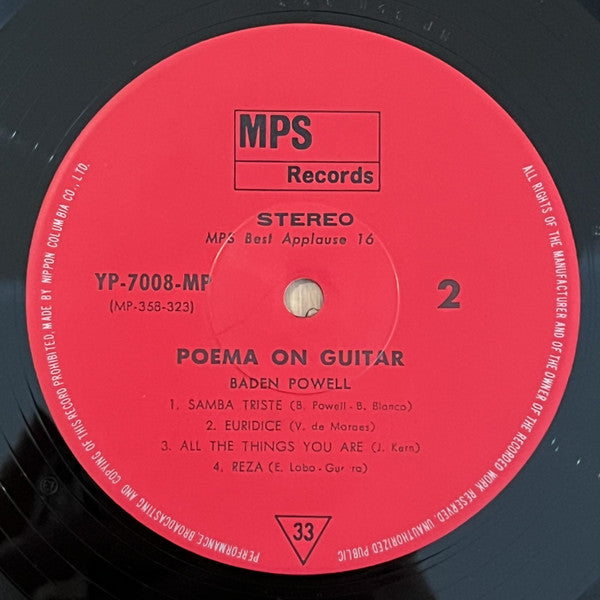 MPS
Records
STEREO
MPS Best Applause 16
YP-7008-MP
(MP-358-323)
2
POEMA ON GUITAR
BADEN POWELL
1. SAMBA TRISTE (B. Powell - B. Blanco)
2. EURIDICE (V. de Moraes)
3. ALL THE THINGS YOU ARE (J. Kern)
4. REZA (E. Lobo -
33
ALL RIGHTS OF THE MANUFACTURER AND OF THE OWNER OF THE RECORDED WORK RESERVED. UNAUTHORIZED PUBLIC
PERFORMANCE, BROADCASTING AND COPYING OF THIS RECORD PROHIBITED. MADE BY NIPPON COLUMBIA CO., LTD.